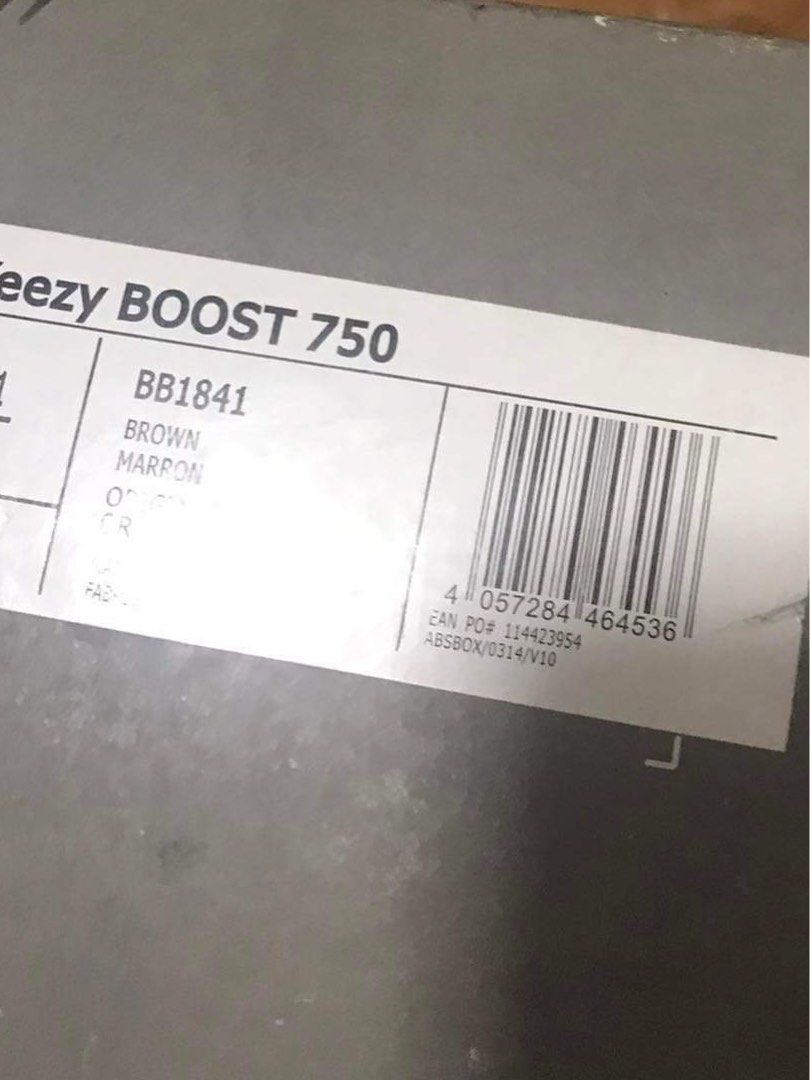 eezy BOOST 750
BB1841
BROWN
MARRON
4 057284 464536
EAN PO# 114423954
ABSBOX/0314/V10